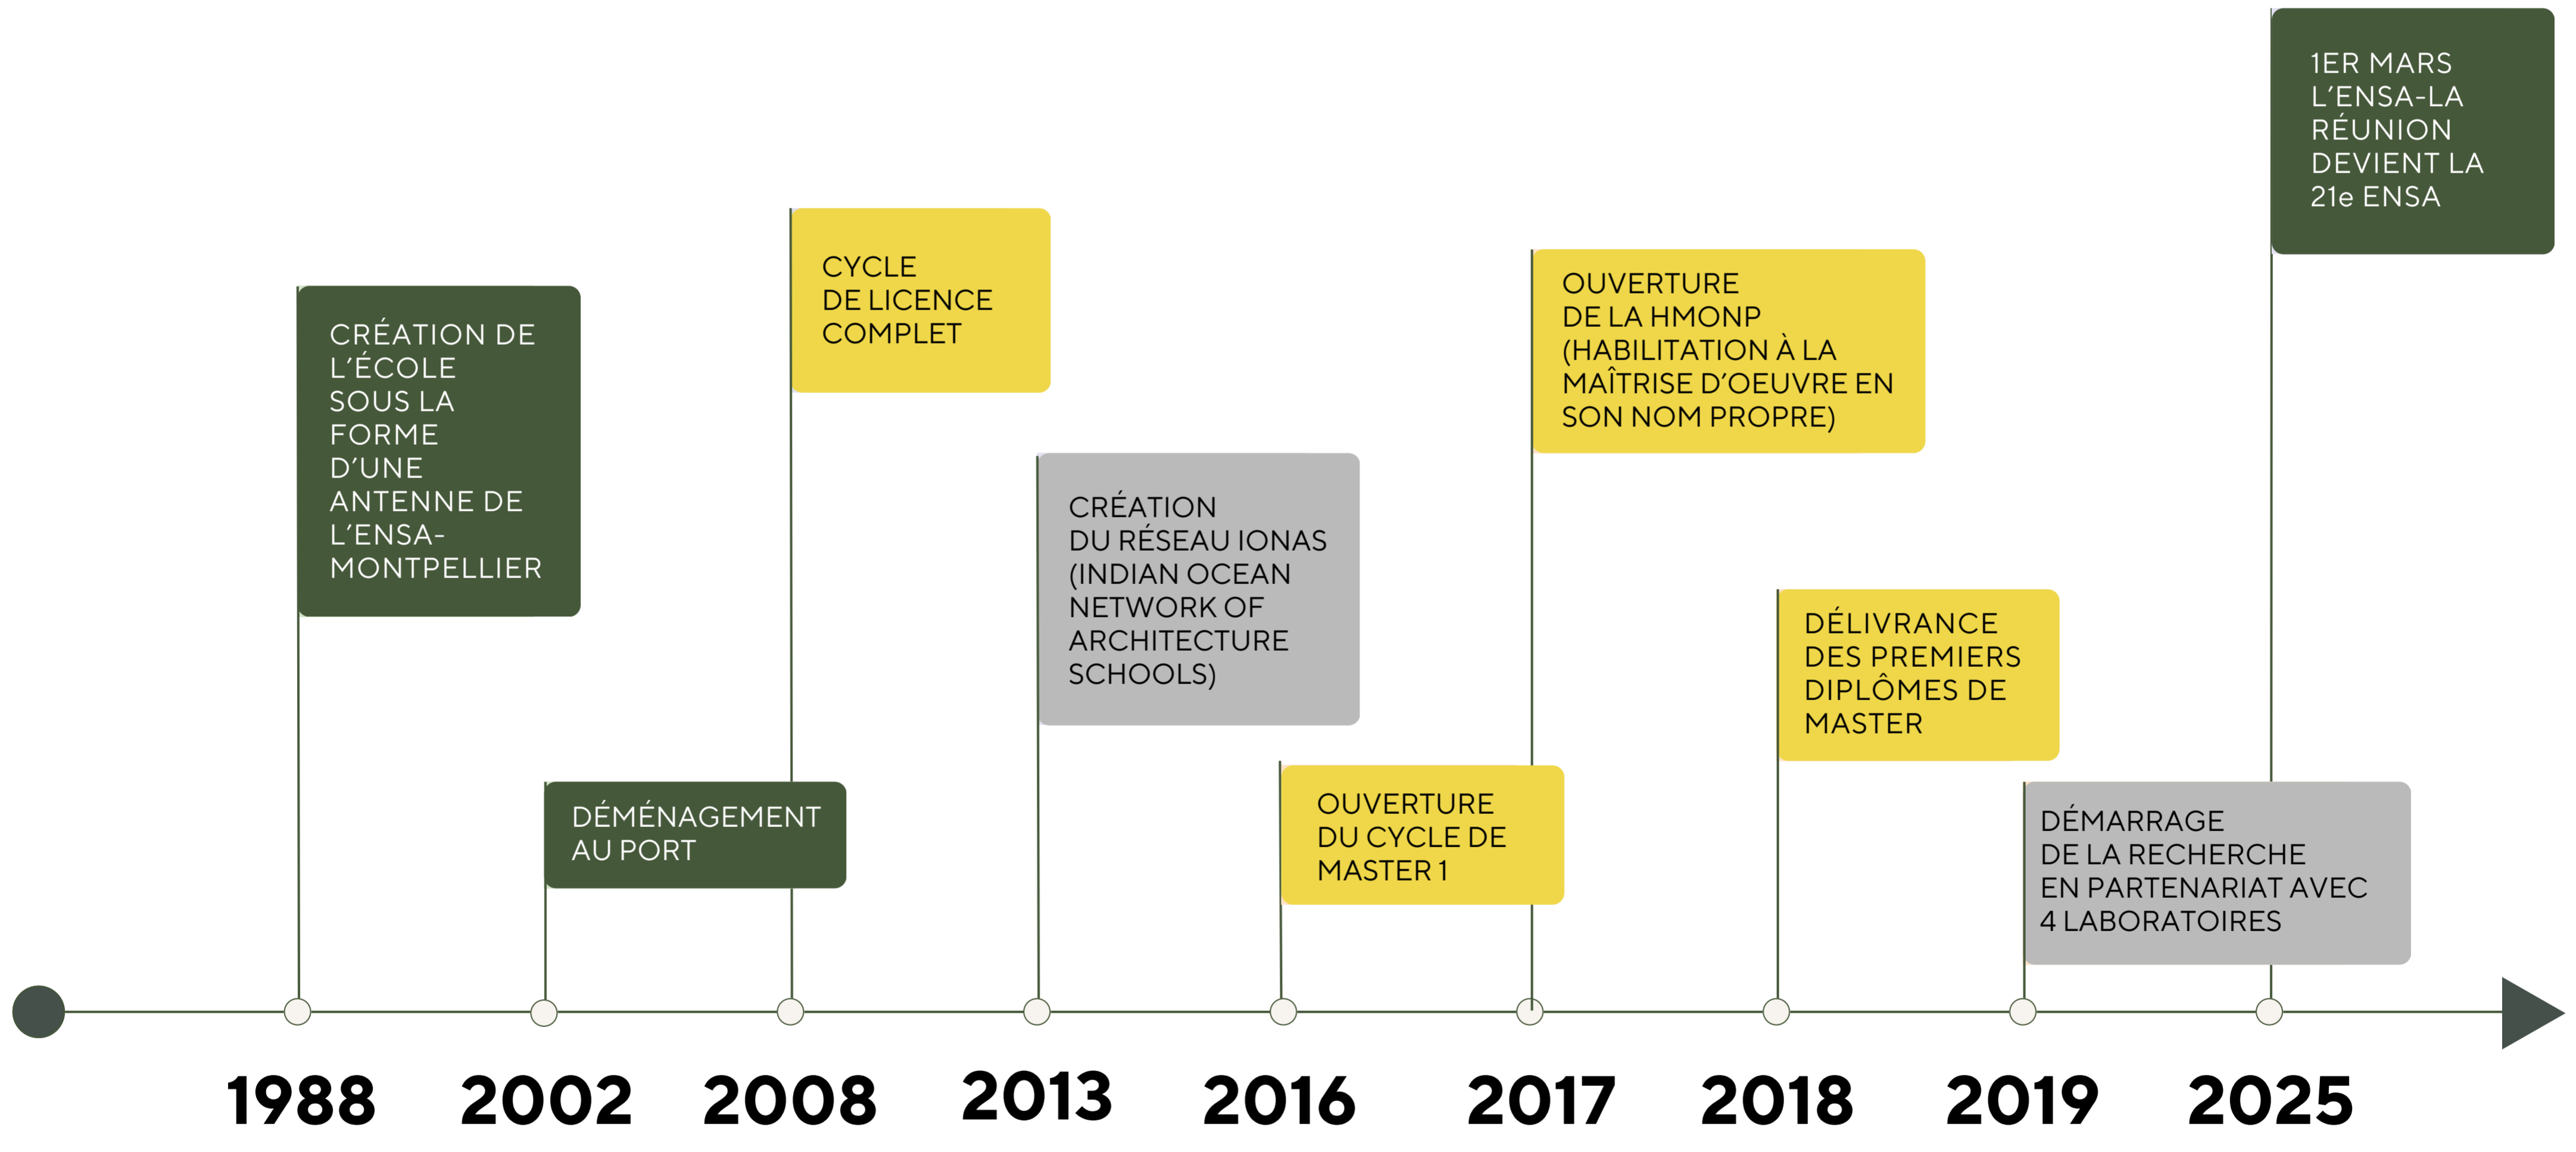 1ER MARS
L'ENSA-LA
RÉUNION
DEVIENT LA
21e ENSA
CYCLE
DE LICENCE
COMPLET
OUVERTURE
DE LA HMONP
(HABILITATION À LA
MAÎTRISE D'OEUVRE EN
SON NOM PROPRE)
CRÉATION DE
L'ÉCOLE
SOUS LA
FORME
D'UNE
ANTENNE DE
L'ENSA-
MONTPELLIER
CRÉATION
DU RÉSEAU IONAS
(INDIAN OCEAN
NETWORK OF
ARCHITECTURE
SCHOOLS)
DÉLIVRANCE
DES PREMIERS
DIPLÔMES DE
MASTER
DÉMÉNAGEMENT
AU PORT
OUVERTURE
DU CYCLE DE
MASTER 1
DÉMARRAGE
DE LA RECHERCHE
EN PARTENARIAT AVEC
4 LABORATOIRES
1988 2002 2008 2013 2016 2017 2018 2019 2025